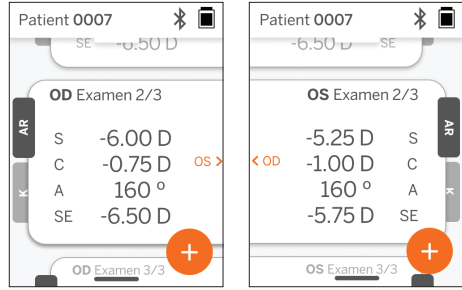 Patient 0007
SE -6.50 D
OD Examen 2/3
AR
S -6.00 D
C -0.75 D
OS >
K
A 160 º
SE -6.50 D
+
OD Examen 3/3
Patient 0007
-6.50 D SE
OS Examen 2/3
AR
-5.25 D S
< OD
-1.00 D C
K
160 º A
-5.75 D SE
+
OS Examen 3/3